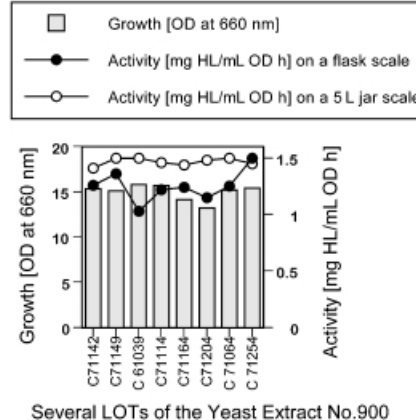 Growth [OD at 660 nm]
Activity [mg HL/mL OD h] on a flask scale
Activity [mg HL/mL OD h] on a 5 L jar scale
Growth [OD at 660 nm]
20
15
10
5
0
1.5
1
0.5
0
Activity [mg HL/mL OD h]
C71142
C71149
C 61039
C71114
C71164
C71204
C 71064
C 71254
Several LOTs of the Yeast Extract No.900